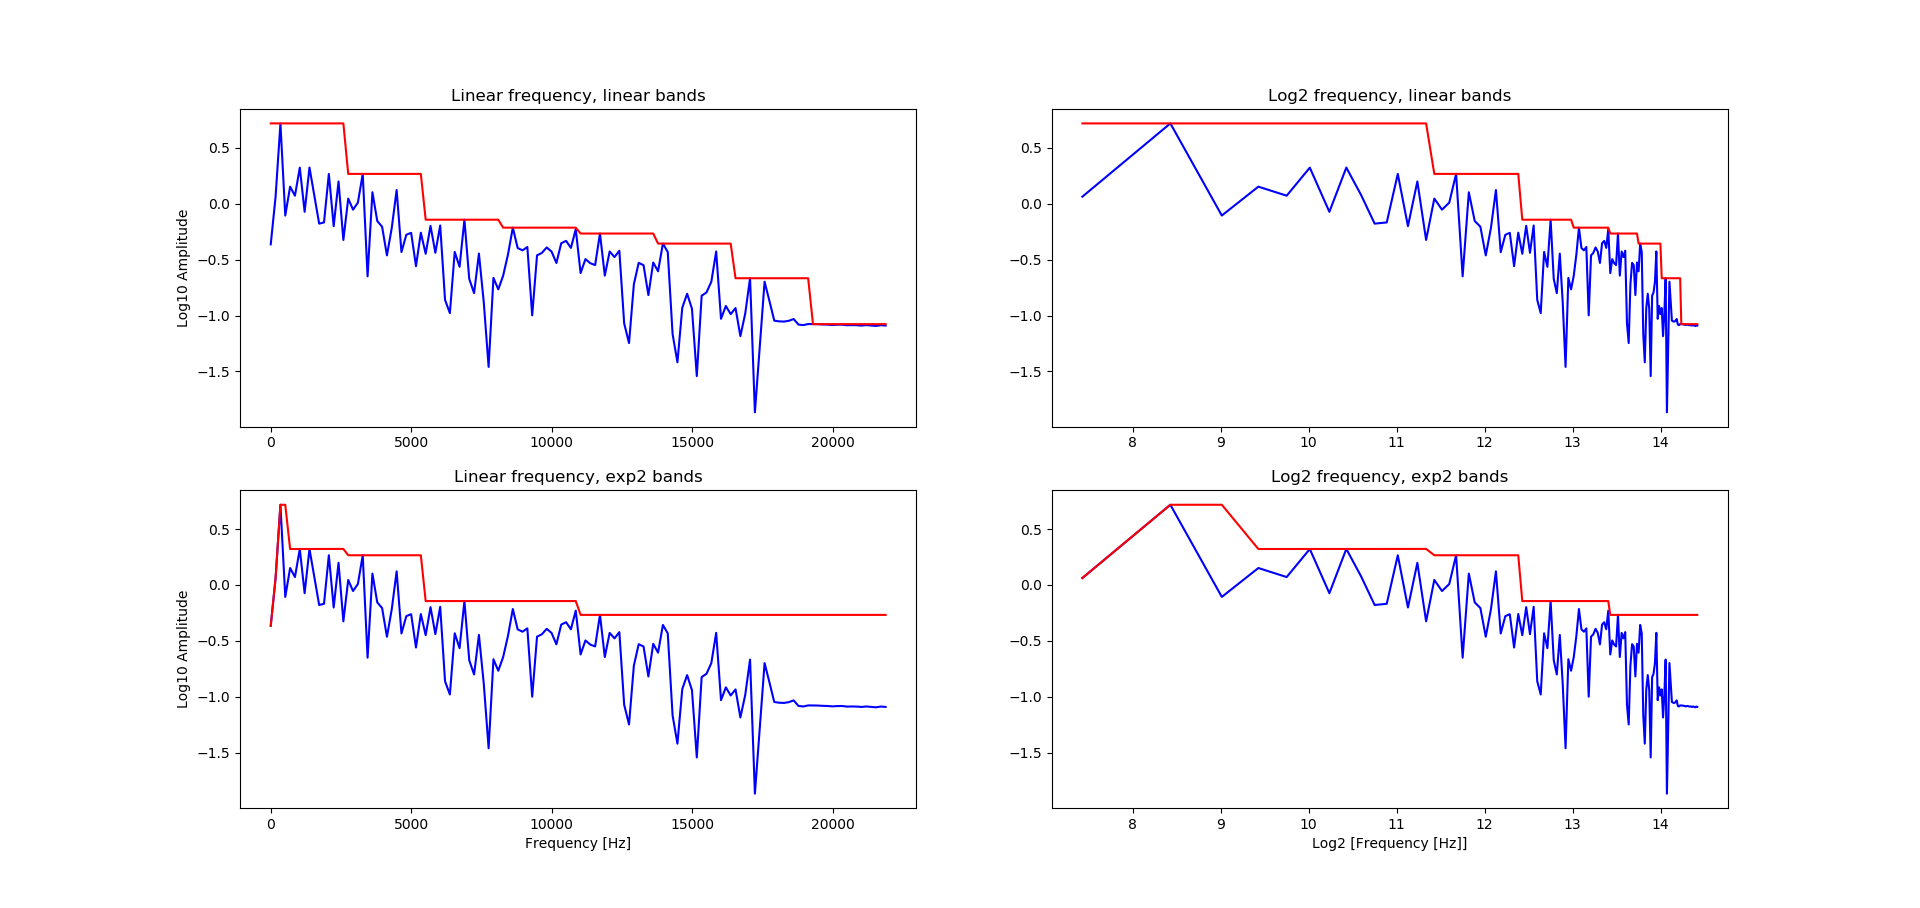 Linear frequency, linear bands
Log10 Amplitude
0.5
0.0
−0.5
−1.0
−1.5
0 5000 10000 15000 20000
Log2 frequency, linear bands
0.5
0.0
−0.5
−1.0
−1.5
8 9 10 11 12 13 14
Linear frequency, exp2 bands
Log10 Amplitude
0.5
0.0
−0.5
−1.0
−1.5
0 5000 10000 15000 20000
Frequency [Hz]
Log2 frequency, exp2 bands
0.5
0.0
−0.5
−1.0
−1.5
8 9 10 11 12 13 14
Log2 [Frequency [Hz]]